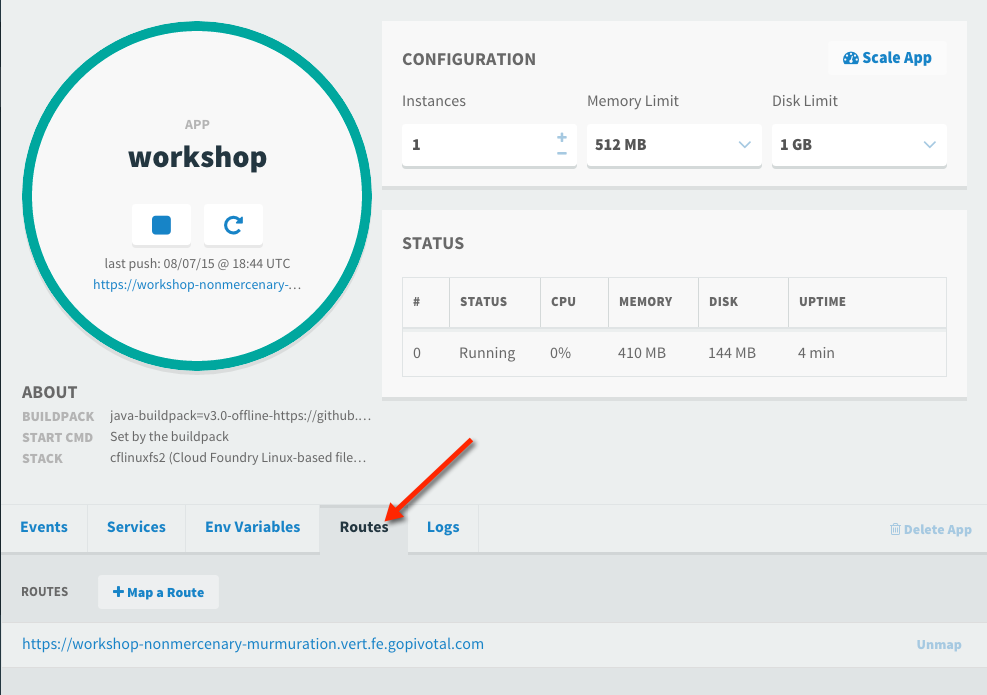 APP
workshop
last push: 08/07/15 @ 18:44 UTC
https://workshop-nonmercenary-...
CONFIGURATION
Scale App
Instances Memory Limit Disk Limit
1 512 MB 1 GB
STATUS
# STATUS CPU MEMORY DISK UPTIME
0 Running 0% 410 MB 144 MB 4 min
ABOUT
BUILDPACK java-buildpack=v3.0-offline-https://github....
START CMD Set by the buildpack
STACK cflinuxfs2 (Cloud Foundry Linux-based file...
Events Services Env Variables Routes Logs Delete App
ROUTES + Map a Route
https://workshop-nonmercenary-murmuration.vert.fe.gopivotal.com Unmap